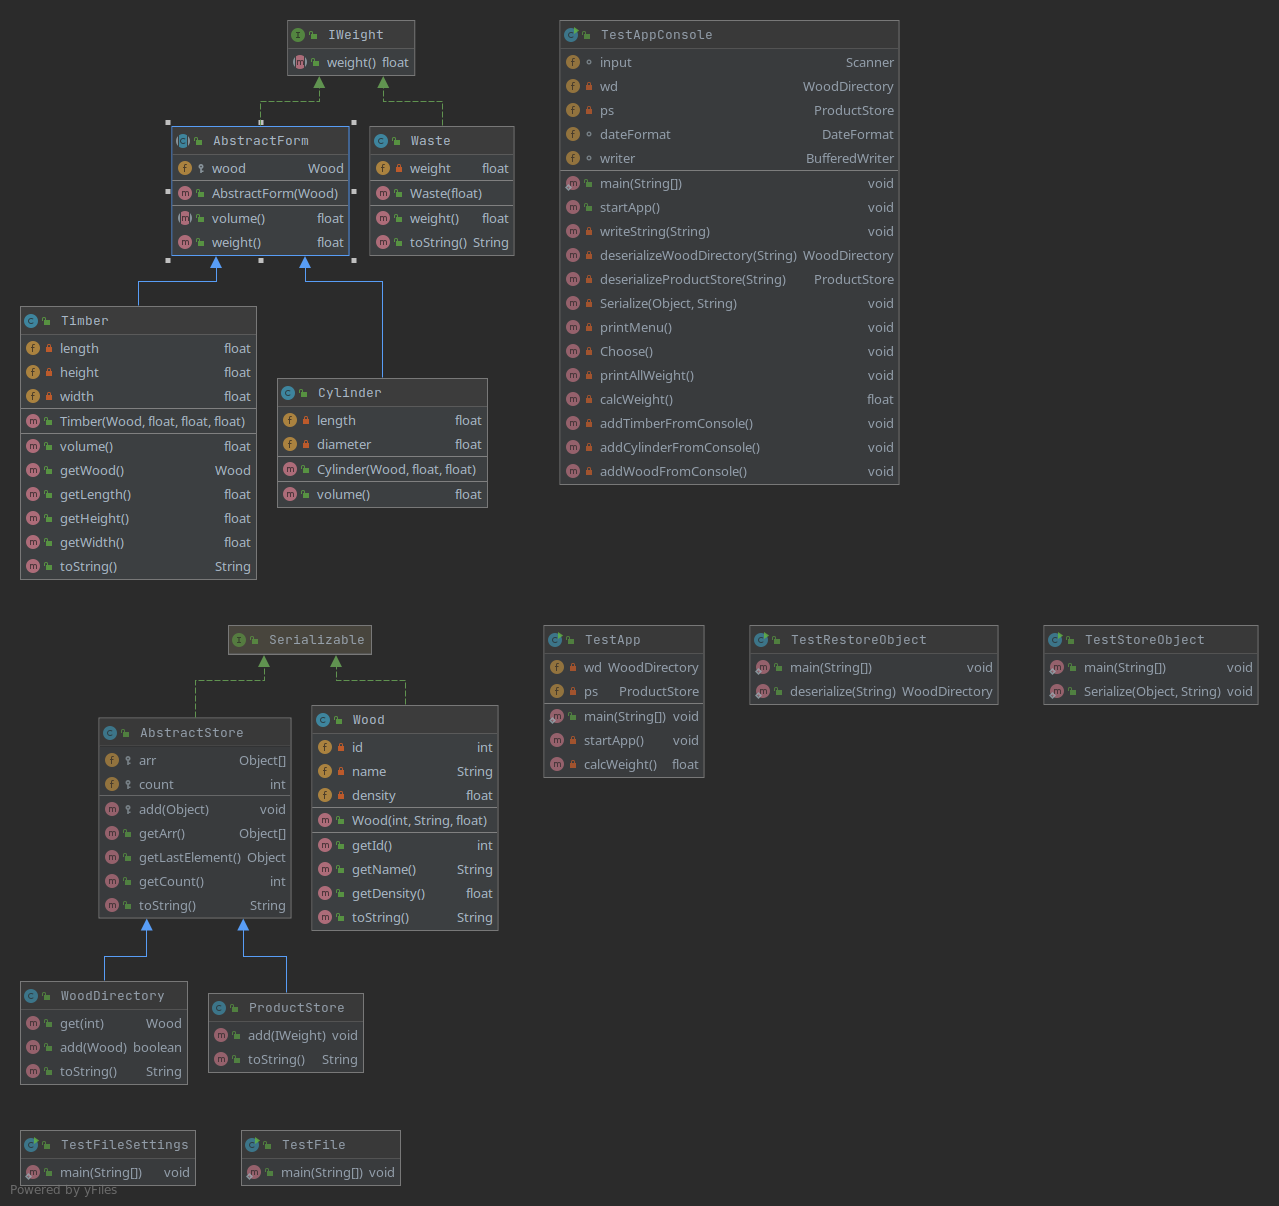 IWeight
weight() float
TestAppConsole
input Scanner
wd WoodDirectory
ps ProductStore
dateFormat DateFormat
writer BufferedWriter
main(String[]) void
startApp() void
writeString(String) void
deserializeWoodDirectory(String) WoodDirectory
deserializeProductStore(String) ProductStore
Serialize(Object, String) void
printMenu() void
Choose() void
printAllWeight() void
calcWeight() float
addTimberFromConsole() void
addCylinderFromConsole() void
addWoodFromConsole() void
AbstractForm
wood Wood
AbstractForm(Wood)
volume() float
weight() float
Waste
weight float
Waste(float)
weight() float
toString() String
Timber
length float
height float
width float
Timber(Wood, float, float, float)
volume() float
getWood() Wood
getLength() float
getHeight() float
getWidth() float
toString() String
Cylinder
length float
diameter float
Cylinder(Wood, float, float)
volume() float
Serializable
TestApp
wd WoodDirectory
ps ProductStore
main(String[]) void
startApp() void
calcWeight() float
TestRestoreObject
main(String[]) void
deserialize(String) WoodDirectory
TestStoreObject
main(String[]) void
Serialize(Object, String) void
AbstractStore
arr Object[]
count int
add(Object) void
getArr() Object[]
getLastElement() Object
getCount() int
toString() String
Wood
id int
name String
density float
Wood(int, String, float)
getId() int
getName() String
getDensity() float
toString() String
WoodDirectory
get(int) Wood
add(Wood) boolean
toString() String
ProductStore
add(IWeight) void
toString() String
TestFileSettings
main(String[]) void
TestFile
main(String[]) void
Powered by yFiles